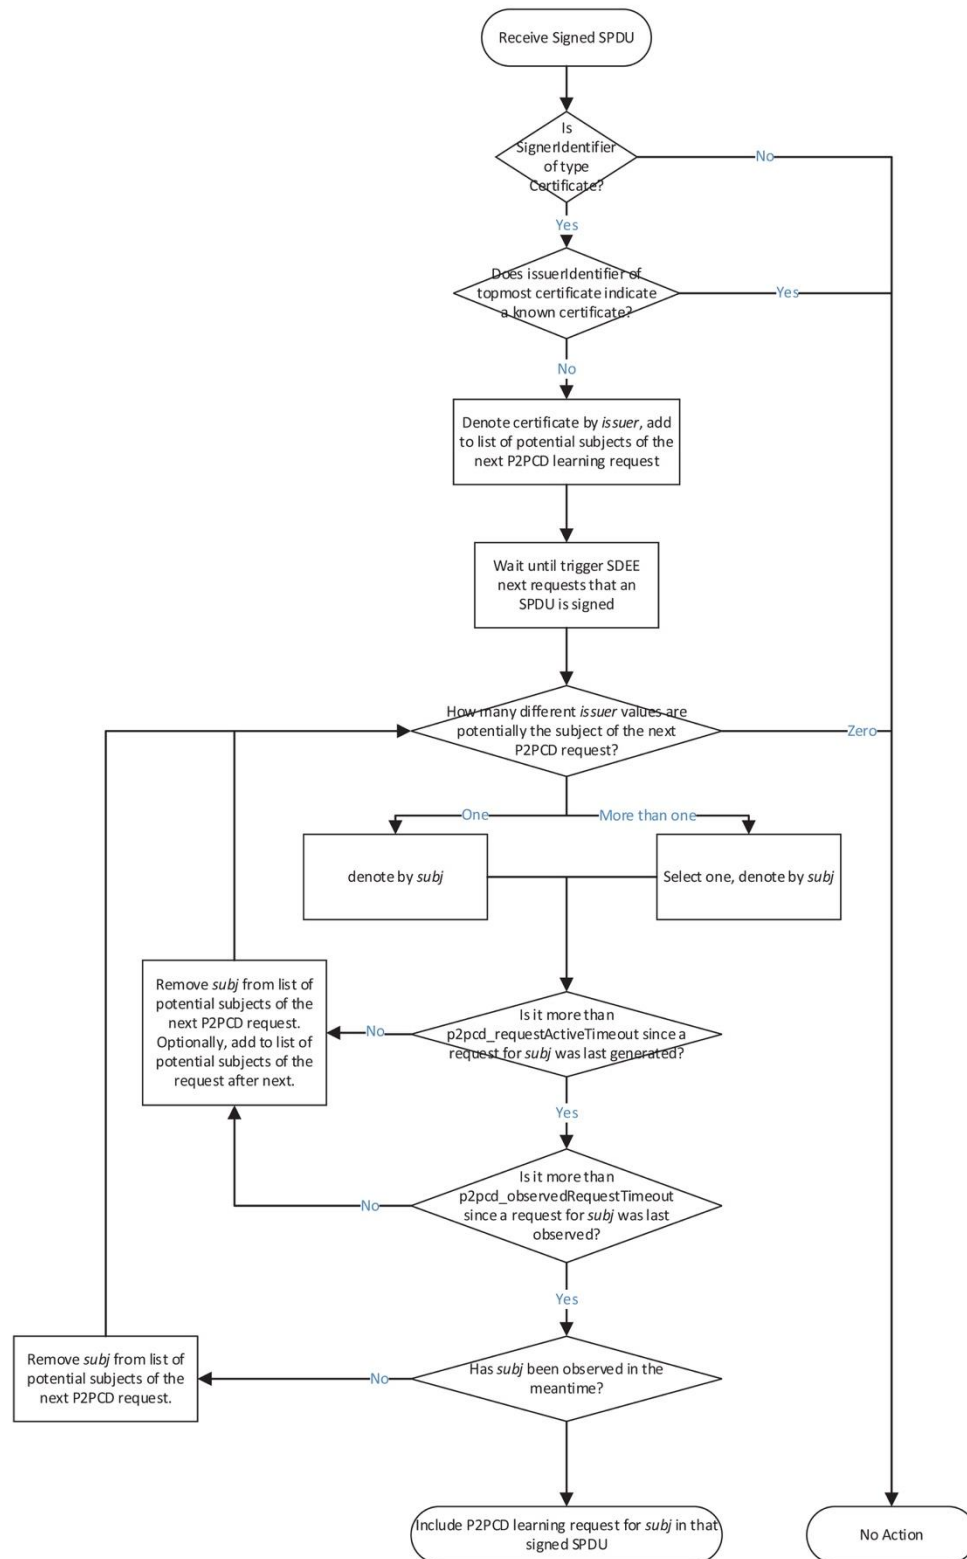 Receive Signed SPDU
Is
SignerIdentifier
of type
Certificate?
No
Yes
Does issuerIdentifier of
topmost certificate indicate
a known certificate?
Yes
No
Denote certificate by issuer, add
to list of potential subjects of the
next P2PCD learning request
Wait until trigger SDEE
next requests that an
SPDU is signed
How many different issuer values are
potentially the subject of the next
P2PCD request?
Zero
One
More than one
denote by subj
Select one, denote by subj
Remove subj from list of
potential subjects of the
next P2PCD request.
Optionally, add to list of
potential subjects of the
request after next.
No
Is it more than
p2pcd_requestActiveTimeout since a
request for subj was last generated?
Yes
Is it more than
p2pcd_observedRequestTimeout
since a request for subj was last
observed?
No
Yes
Remove subj from list of
potential subjects of the
next P2PCD request.
No
Has subj been observed in the
meantime?
Include P2PCD learning request for subj in that
signed SPDU
No Action